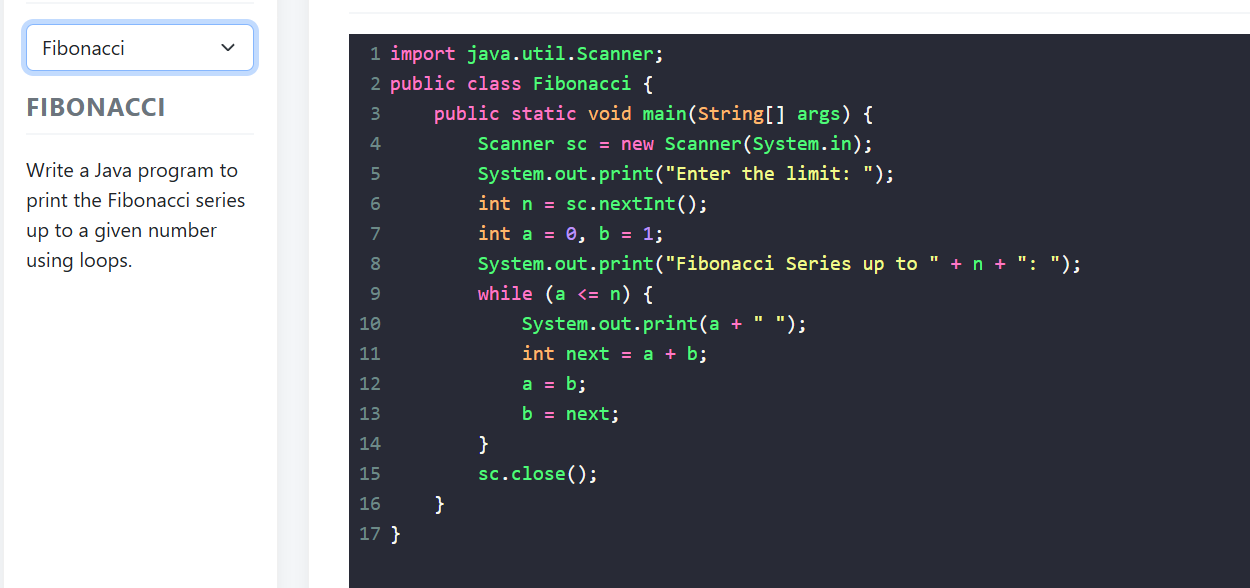 Fibonacci
FIBONACCI
Write a Java program to
print the Fibonacci series
up to a given number
using loops.
1 import java.util.Scanner;
2 public class Fibonacci {
3     public static void main(String[] args) {
4         Scanner sc = new Scanner(System.in);
5         System.out.print("Enter the limit: ");
6         int n = sc.nextInt();
7         int a = 0, b = 1;
8         System.out.print("Fibonacci Series up to " + n + ": ");
9         while (a <= n) {
10             System.out.print(a + " ");
11             int next = a + b;
12             a = b;
13             b = next;
14         }
15         sc.close();
16     }
17 }